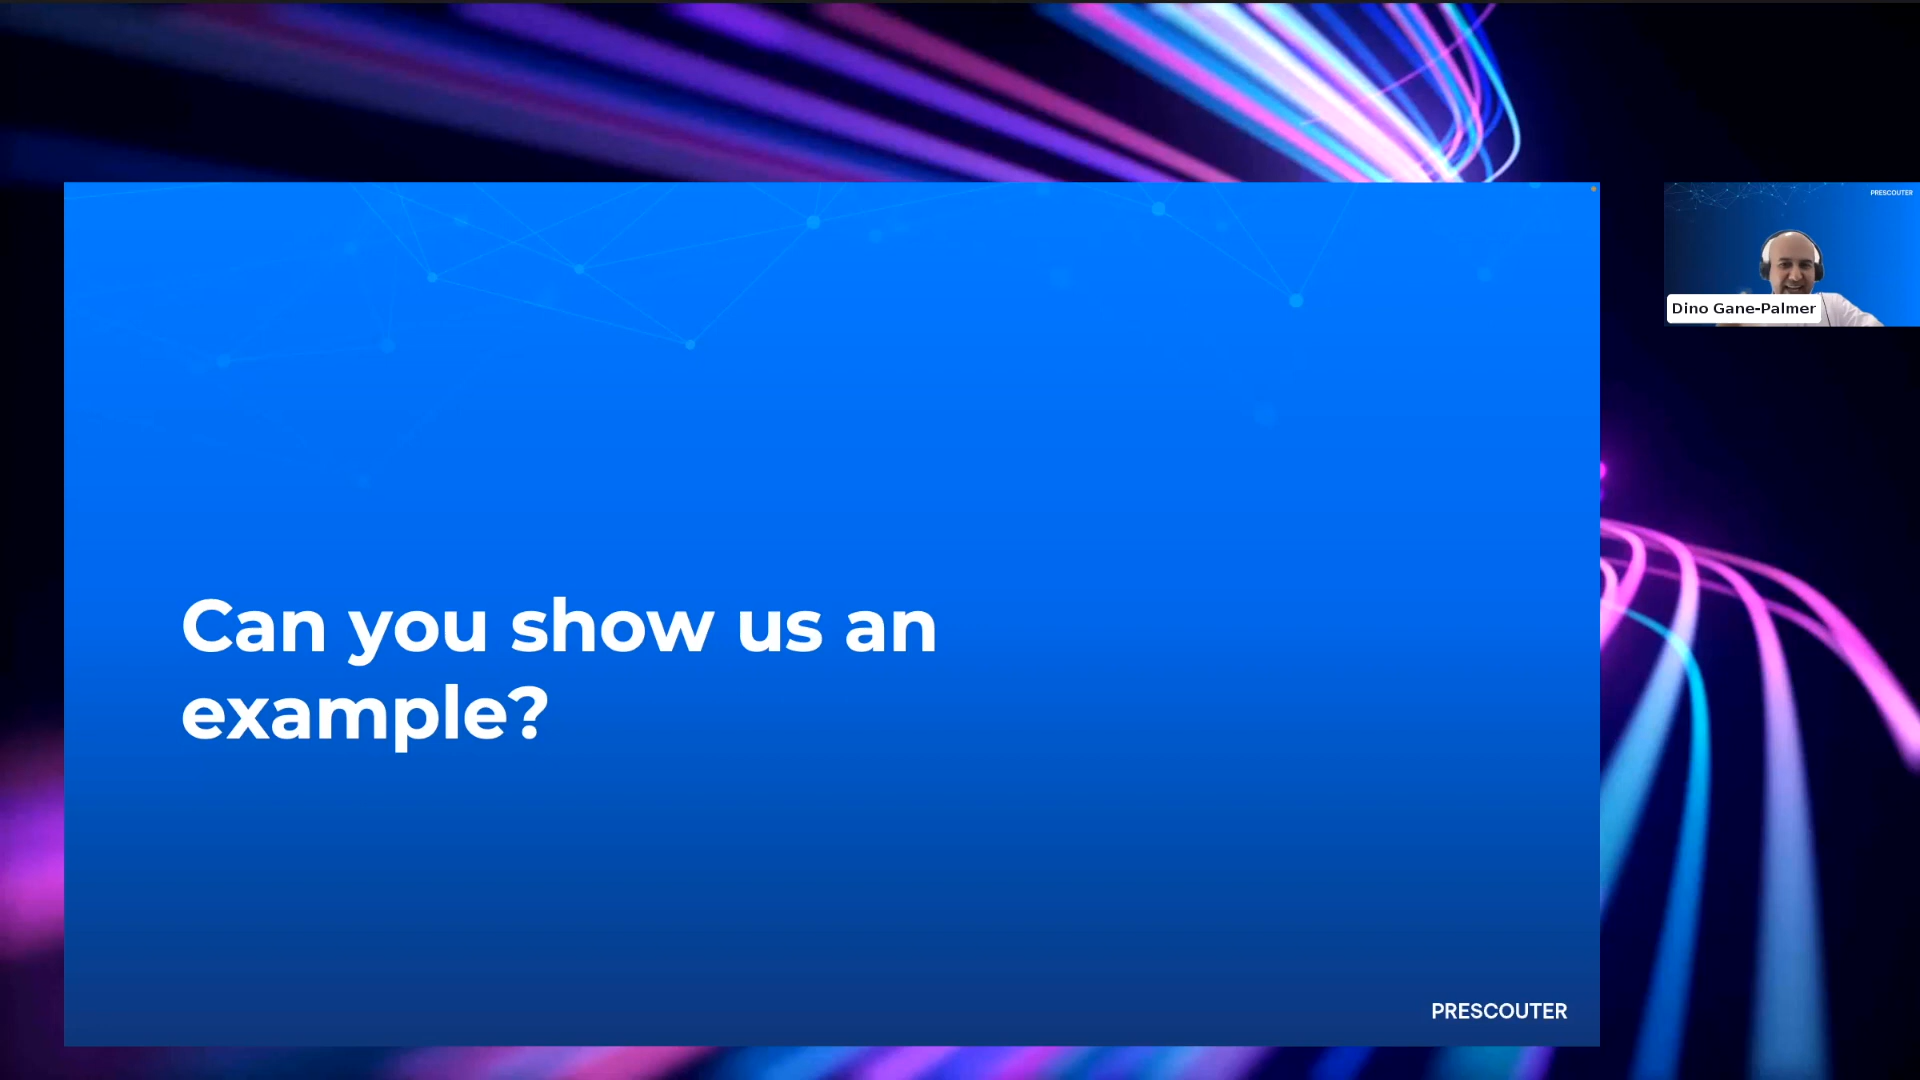 PRESCOUTER
Dino Gane-Palmer
Can you show us an
example?
PRESCOUTER